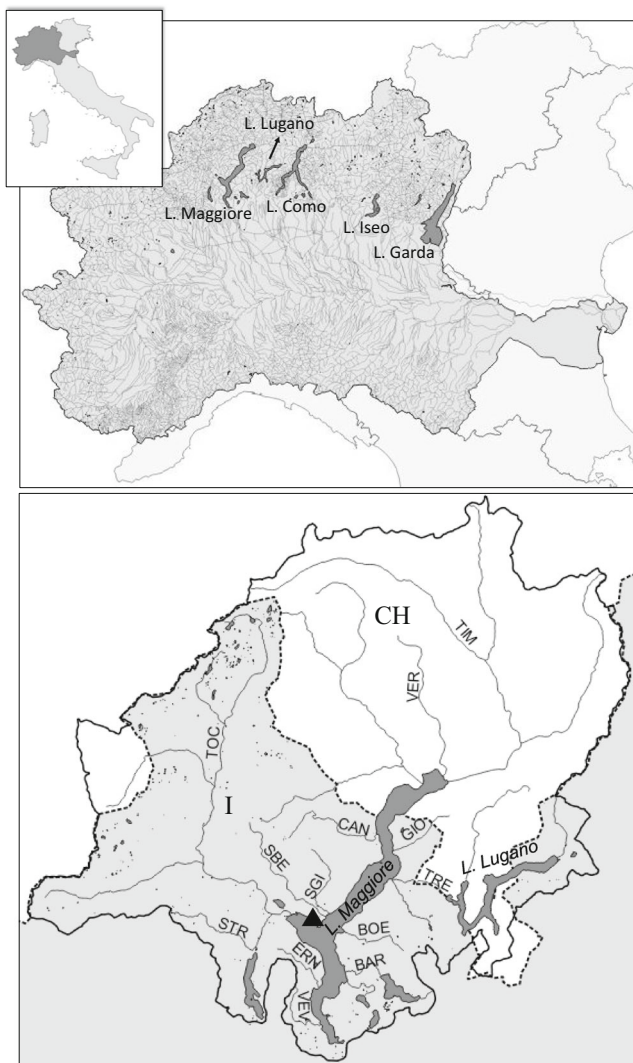 L. Lugano
L. Maggiore
L. Como
L. Iseo
L. Garda
CH
TIM
VER
TOC
I
CAN
GIO
SBE
SGI
L. Maggiore
TRE
L. Lugano
STR
ERN
BOE
BAR
VEV